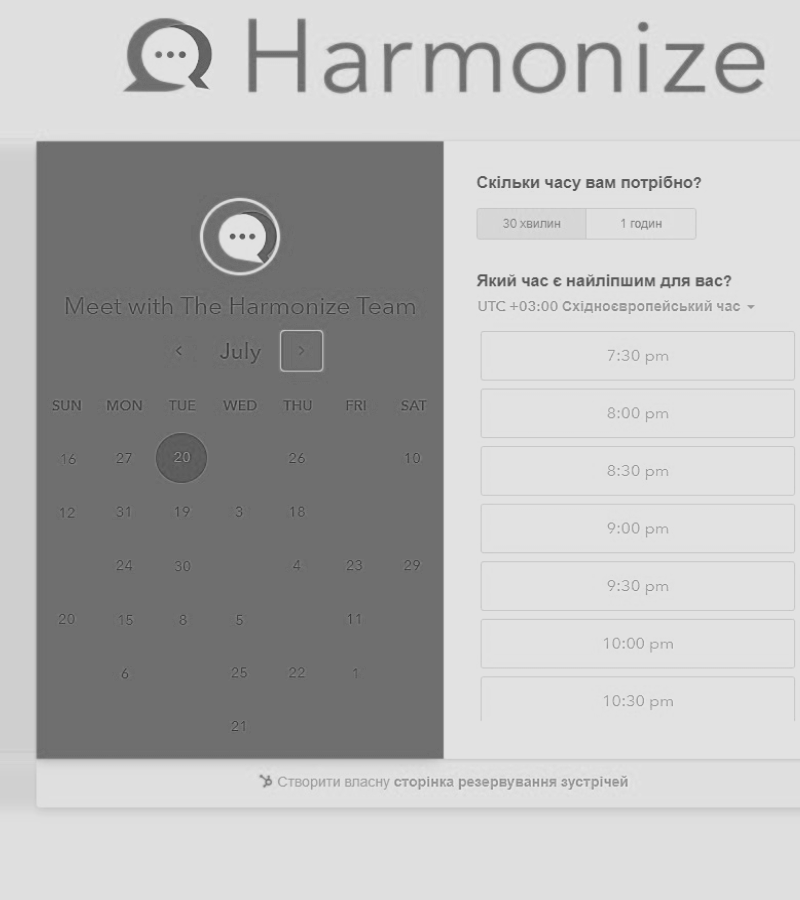 Harmonize
Meet with The Harmonize Team
July
SUN MON TUE WED THU FRI SAT
16 27 20 26 10
12 31 19 3 18
24 30 4 23 29
20 15 8 5 11
6 25 22 1
21
Скільки часу вам потрібно?
30 хвилин 1 годин
Який час є найліпшим для вас?
UTC +03:00 Східноєвропейський час
7:30 pm
8:00 pm
8:30 pm
9:00 pm
9:30 pm
10:00 pm
10:30 pm
Створити власну сторінка резервування зустрічей